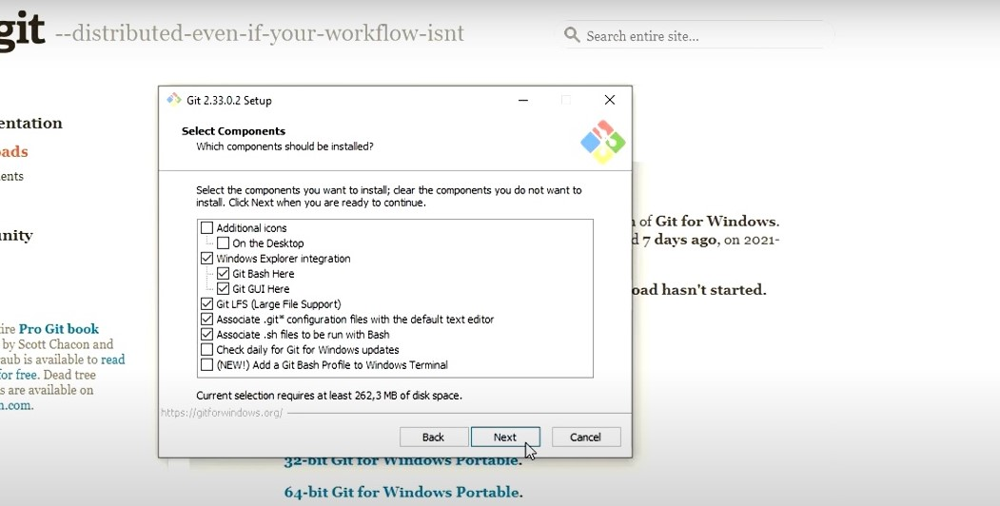 git --distributed-even-if-your-workflow-isnt
Search entire site...
entation
oads
ents
unity
ire Pro Git book
by Scott Chacon and
aub is available to read
for free. Dead tree
s are available on
n.com.
Git 2.33.0.2 Setup
Select Components
Which components should be installed?
Select the components you want to install; clear the components you do not want to
install. Click Next when you are ready to continue.
Additional icons
On the Desktop
Windows Explorer integration
Git Bash Here
Git GUI Here
Git LFS (Large File Support)
Associate .git* configuration files with the default text editor
Associate .sh files to be run with Bash
Check daily for Git for Windows updates
(NEW!) Add a Git Bash Profile to Windows Terminal
Current selection requires at least 262,3 MB of disk space.
https://gitforwindows.org/
Back
Next
Cancel
n of Git for Windows.
d 7 days ago, on 2021-
oad hasn't started.
32-bit Git for Windows Portable.
64-bit Git for Windows Portable.